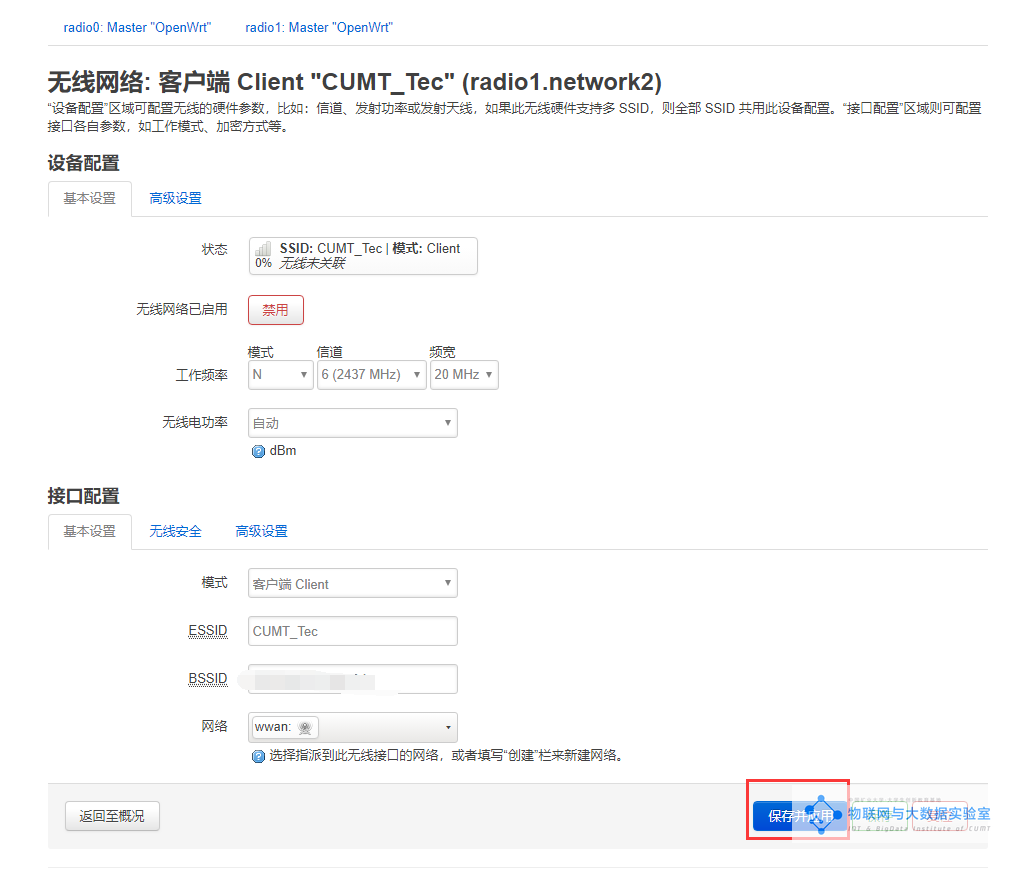 radio0: Master "OpenWrt" radio1: Master "OpenWrt"
无线网络: 客户端 Client "CUMT_Tec" (radio1.network2)
“设备配置”区域可配置无线的硬件参数，比如：信道、发射功率或发射天线，如果此无线硬件支持多 SSID，则全部 SSID 共用此设备配置。“接口配置”区域则可配置
接口各自参数，如工作模式、加密方式等。
设备配置
基本设置 高级设置
状态 SSID: CUMT_Tec | 模式: Client
0% 无线未关联
无线网络已启用 禁用
模式 信道 频宽
工作频率 N 6 (2437 MHz) 20 MHz
无线电功率 自动
dBm
接口配置
基本设置 无线安全 高级设置
模式 客户端 Client
ESSID CUMT_Tec
BSSID
网络 wwan:
选择指派到此无线接口的网络，或者填写“创建”栏来新建网络。
返回至概况 保存并应用 物联网与大数据实验室
IOT & BigData Institute of CUMT